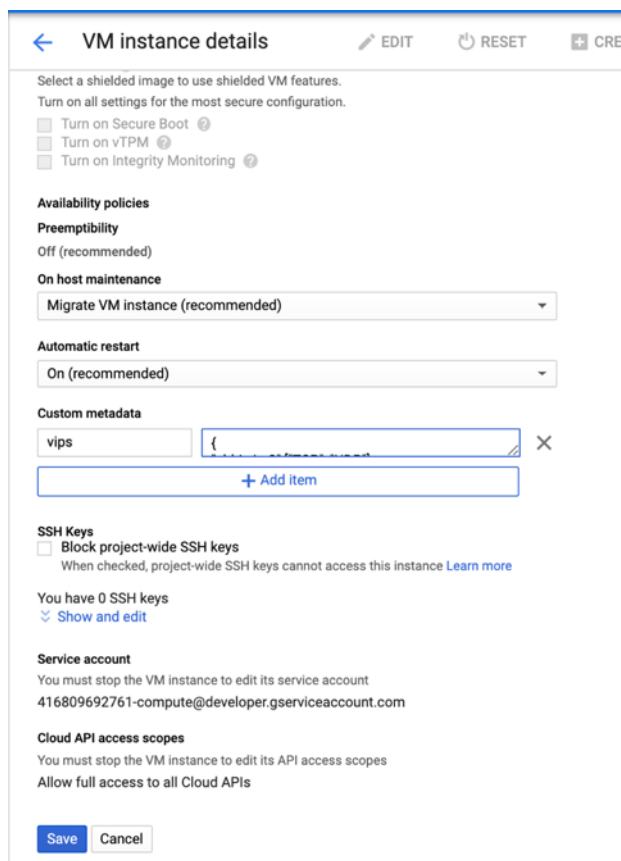 VM instance details EDIT RESET CRE
Select a shielded image to use shielded VM features.
Turn on all settings for the most secure configuration.
Turn on Secure Boot
Turn on vTPM
Turn on Integrity Monitoring
Availability policies
Preemptibility
Off (recommended)
On host maintenance
Migrate VM instance (recommended)
Automatic restart
On (recommended)
Custom metadata
vips {
+ Add item
SSH Keys
Block project-wide SSH keys
When checked, project-wide SSH keys cannot access this instance Learn more
You have 0 SSH keys
Show and edit
Service account
You must stop the VM instance to edit its service account
416809692761-compute@developer.gserviceaccount.com
Cloud API access scopes
You must stop the VM instance to edit its API access scopes
Allow full access to all Cloud APIs
Save Cancel